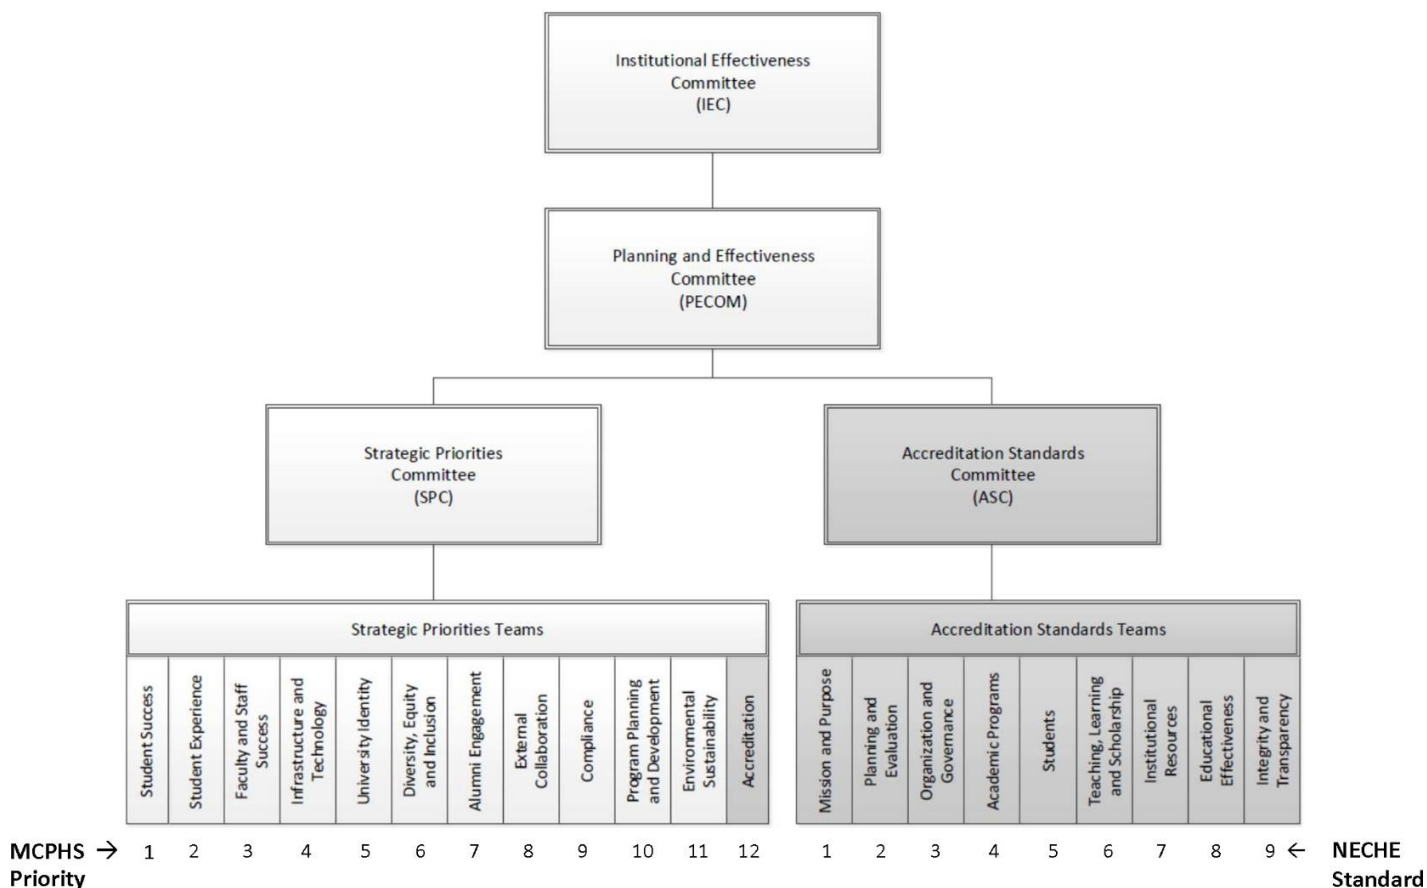 Institutional Effectiveness
Committee
(IEC)
Planning and Effectiveness
Committee
(PECOM)
Strategic Priorities
Committee
(SPC)
Accreditation Standards
Committee
(ASC)
Strategic Priorities Teams
Student Success
Student Experience
Faculty and Staff
Success
Infrastructure and
Technology
University Identity
Diversity, Equity
and Inclusion
Alumni Engagement
External
Collaboration
Compliance
Program Planning
and Development
Environmental
Sustainability
Accreditation
Accreditation Standards Teams
Mission and Purpose
Planning and
Evaluation
Organization and
Governance
Academic Programs
Students
Teaching, Learning
and Scholarship
Institutional
Resources
Educational
Effectiveness
Integrity and
Transparency
MCPHS → 1 2 3 4 5 6 7 8 9 10 11 12
Priority
1 2 3 4 5 6 7 8 9 ← NECHE
Standard